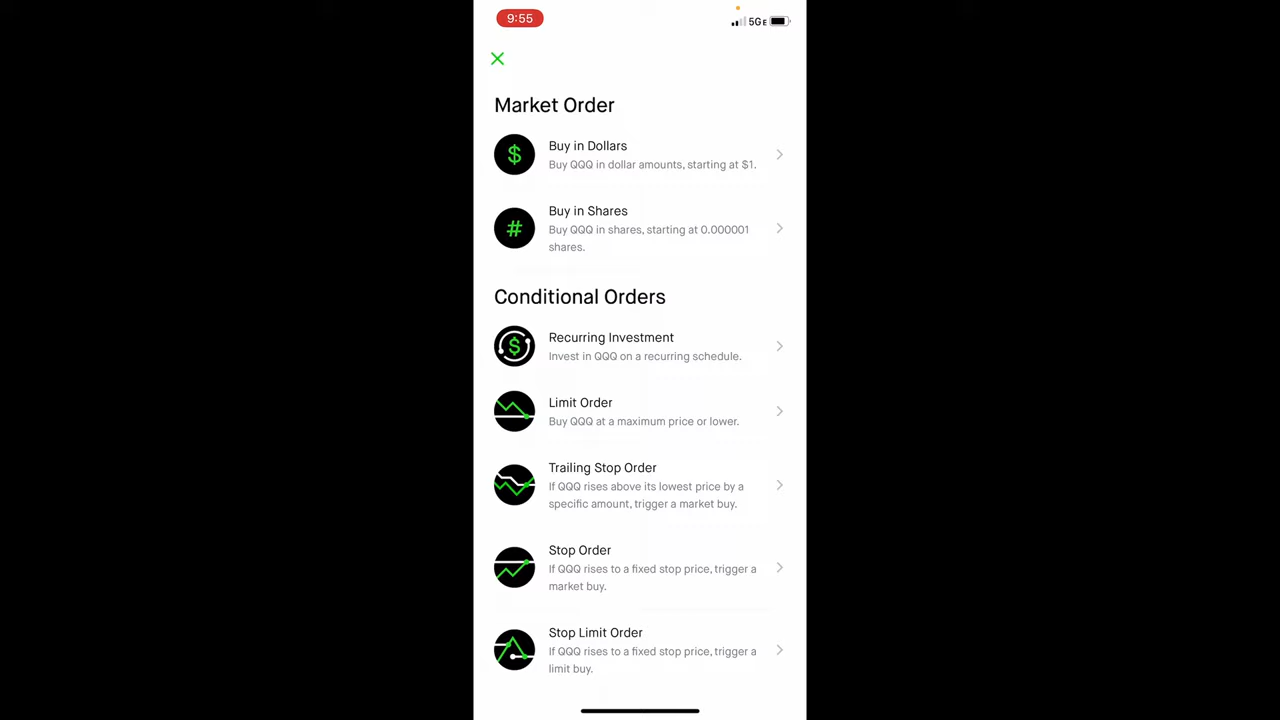 9:55
5GE
Market Order
$
Buy in Dollars
Buy QQQ in dollar amounts, starting at $1.
#
Buy in Shares
Buy QQQ in shares, starting at 0.000001
shares.
Conditional Orders
$
Recurring Investment
Invest in QQQ on a recurring schedule.
Limit Order
Buy QQQ at a maximum price or lower.
Trailing Stop Order
If QQQ rises above its lowest price by a
specific amount, trigger a market buy.
Stop Order
If QQQ rises to a fixed stop price, trigger a
market buy.
Stop Limit Order
If QQQ rises to a fixed stop price, trigger a
limit buy.